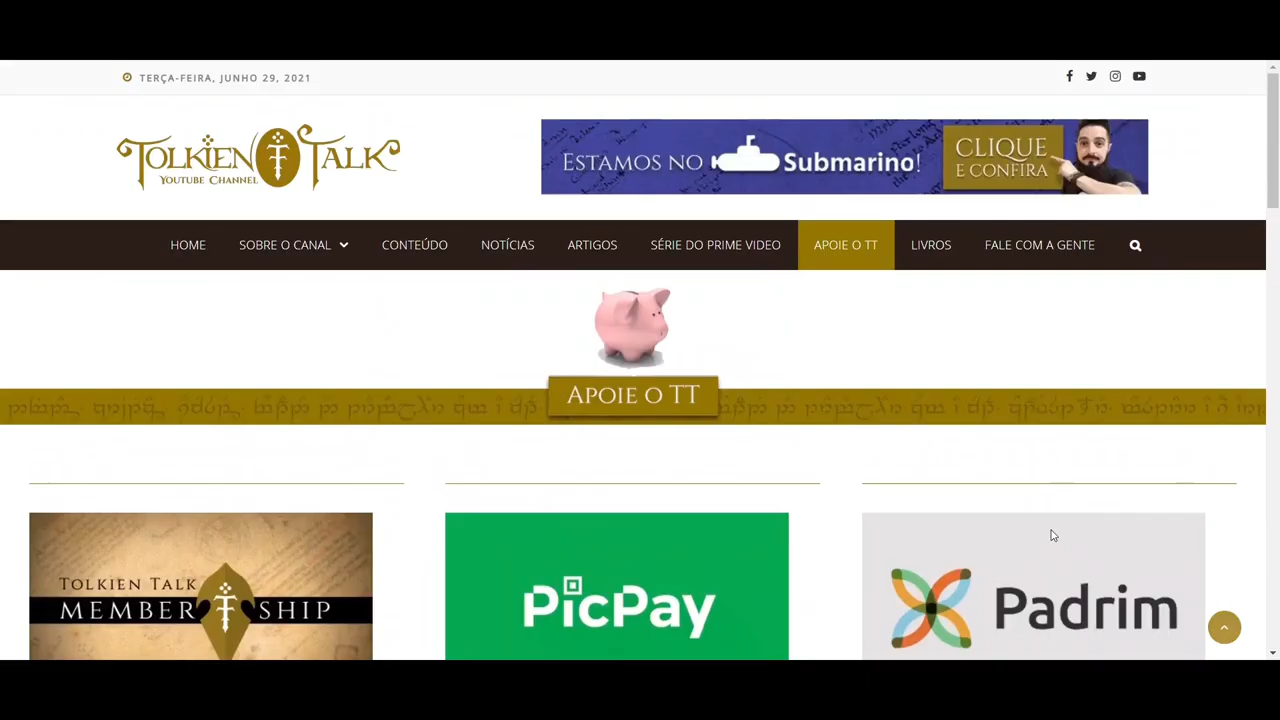 TERÇA-FEIRA, JUNHO 29, 2021
TOLKIEN TALK
YOUTUBE CHANNEL
ESTAMOS NO Submarino!
CLIQUE
E CONFIRA
HOME SOBRE O CANAL CONTEÚDO NOTÍCIAS ARTIGOS SÉRIE DO PRIME VIDEO APOIE O TT LIVROS FALE COM A GENTE
APOIE O TT
TOLKIEN TALK
MEMBERSHIP
PicPay
Padrim